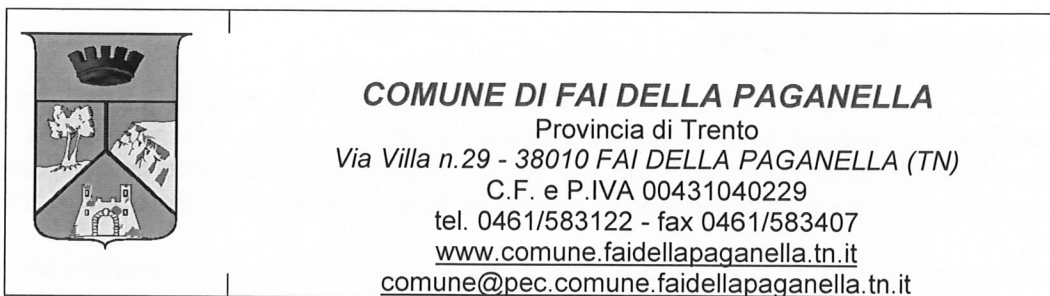 COMUNE DI FAI DELLA PAGANELLA
Provincia di Trento
Via Villa n.29 - 38010 FAI DELLA PAGANELLA (TN)
C.F. e P.IVA 00431040229
tel. 0461/583122 - fax 0461/583407
www.comune.faidellapaganella.tn.it
comune@pec.comune.faidellapaganella.tn.it